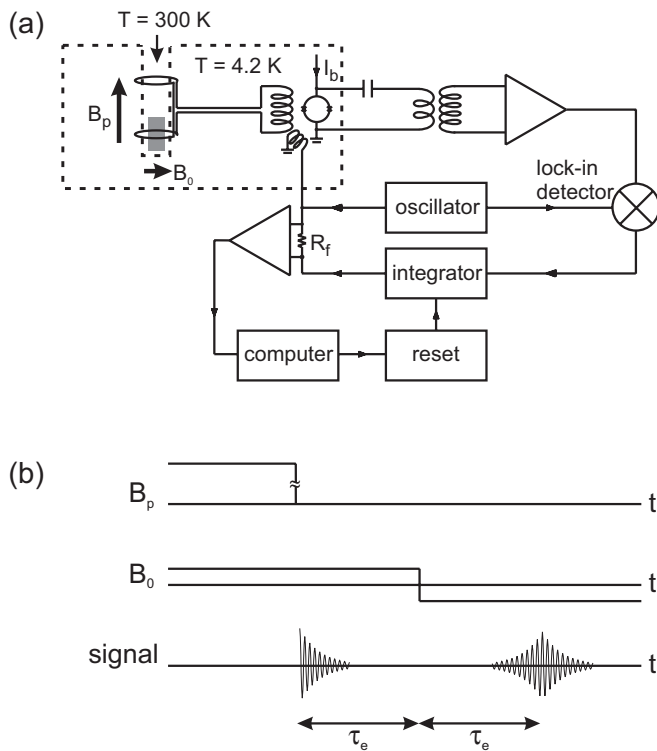 (a)
T = 300 K
T = 4.2 K
I_b
B_p
B_0
lock-in
detector
oscillator
R_f
integrator
computer
reset
(b)
B_p
t
B_0
t
signal
t
τ_e
τ_e